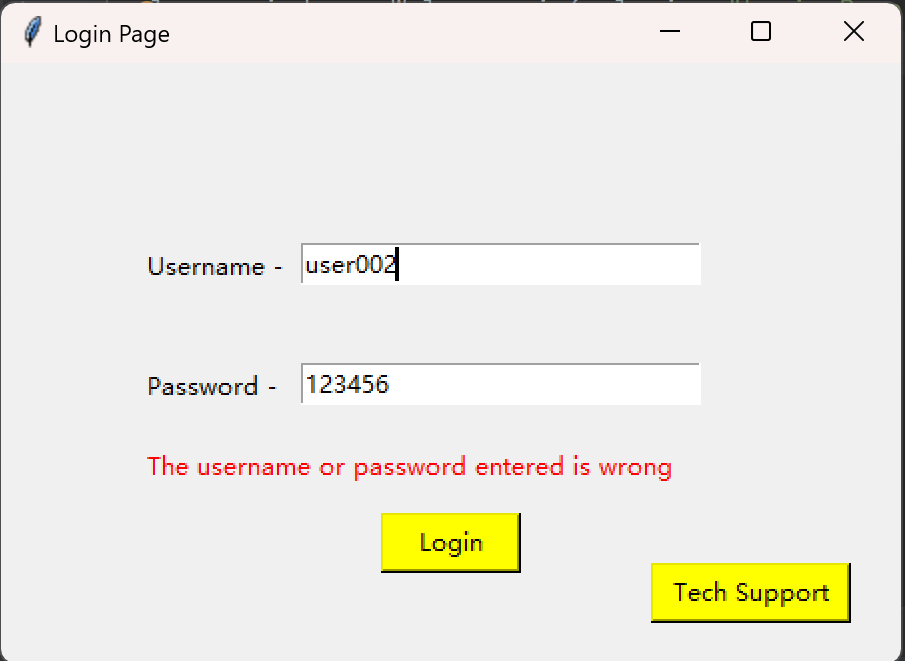 Login Page
Username - user002
Password - 123456
The username or password entered is wrong
Login
Tech Support